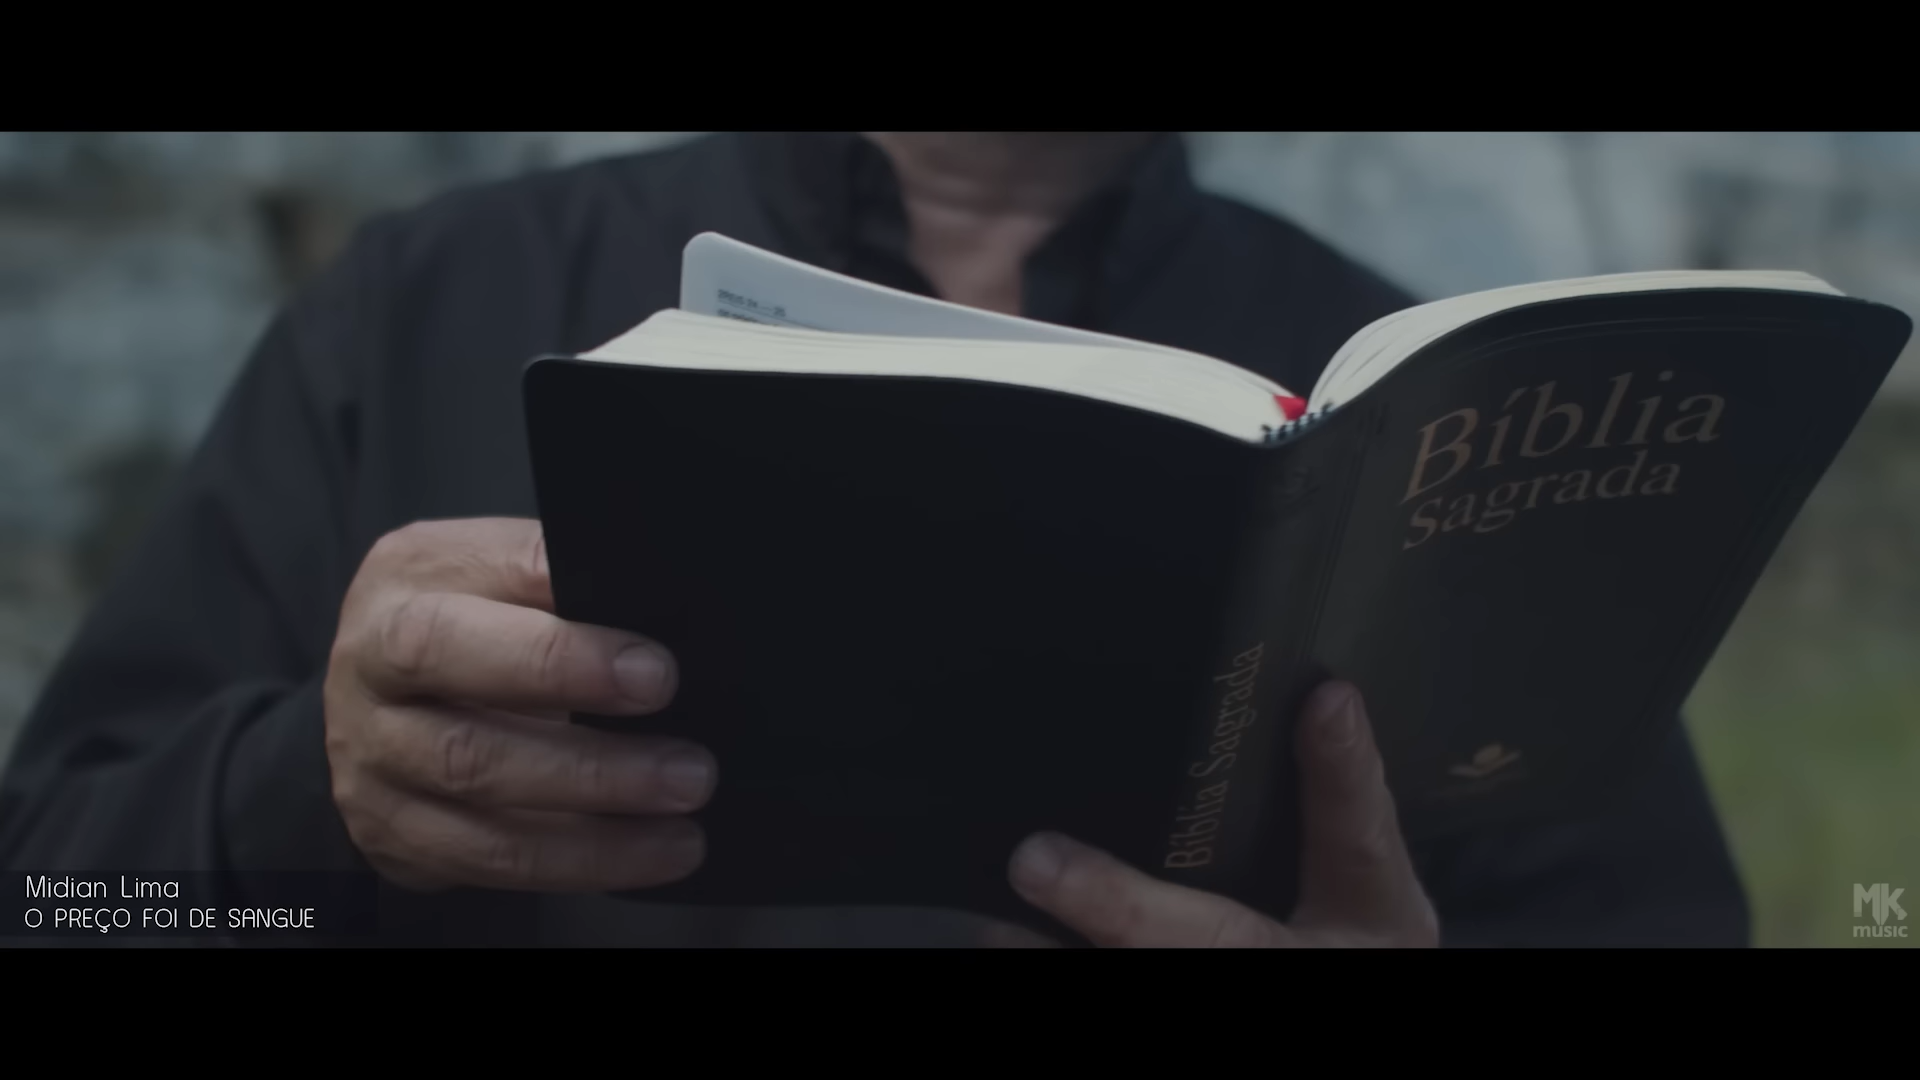 Bíblia
Sagrada
Bíblia Sagrada
Midian Lima
O PREÇO FOI DE SANGUE
MK
music